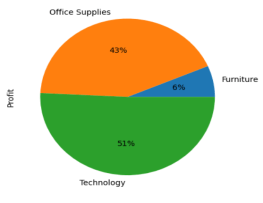 Office Supplies
43%
Furniture
6%
Profit
51%
Technology